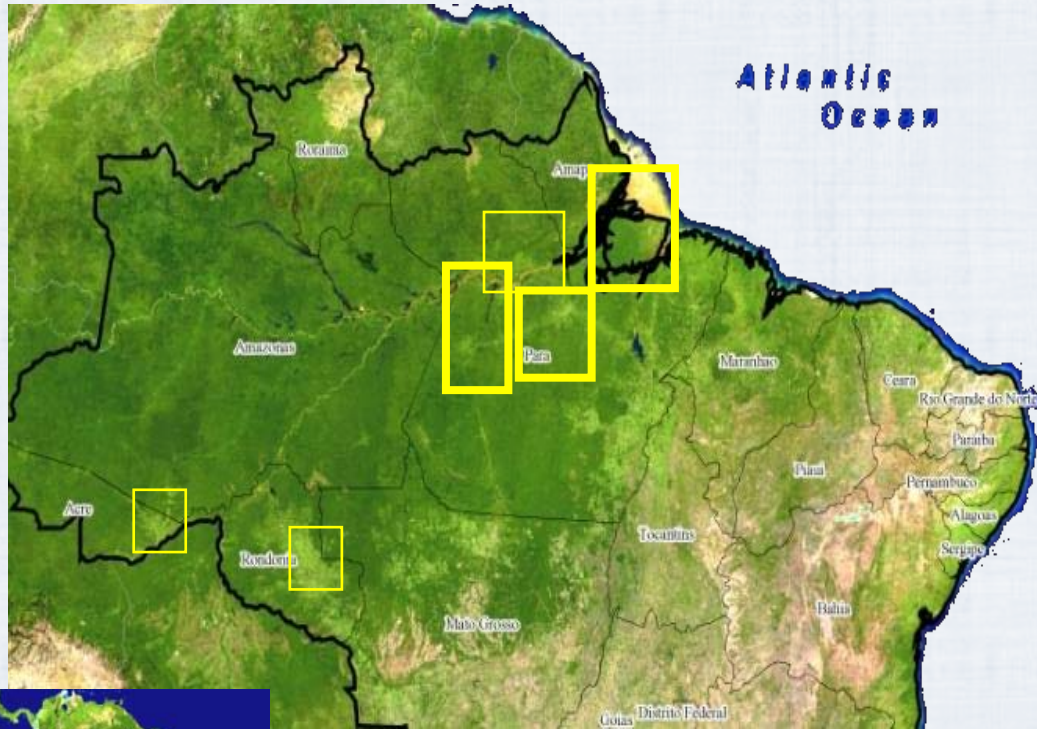 Atlantic
Ocean
Roraima
Amap
Amazonas
Para
Maranhao
Ceara
Rio Grande do Norte
Paraiba
Piaui
Pernambuco
Acre
Alagoas
Tocantins
Sergipe
Rondonia
Bahia
Mato Grosso
Goias
Distrito Federal